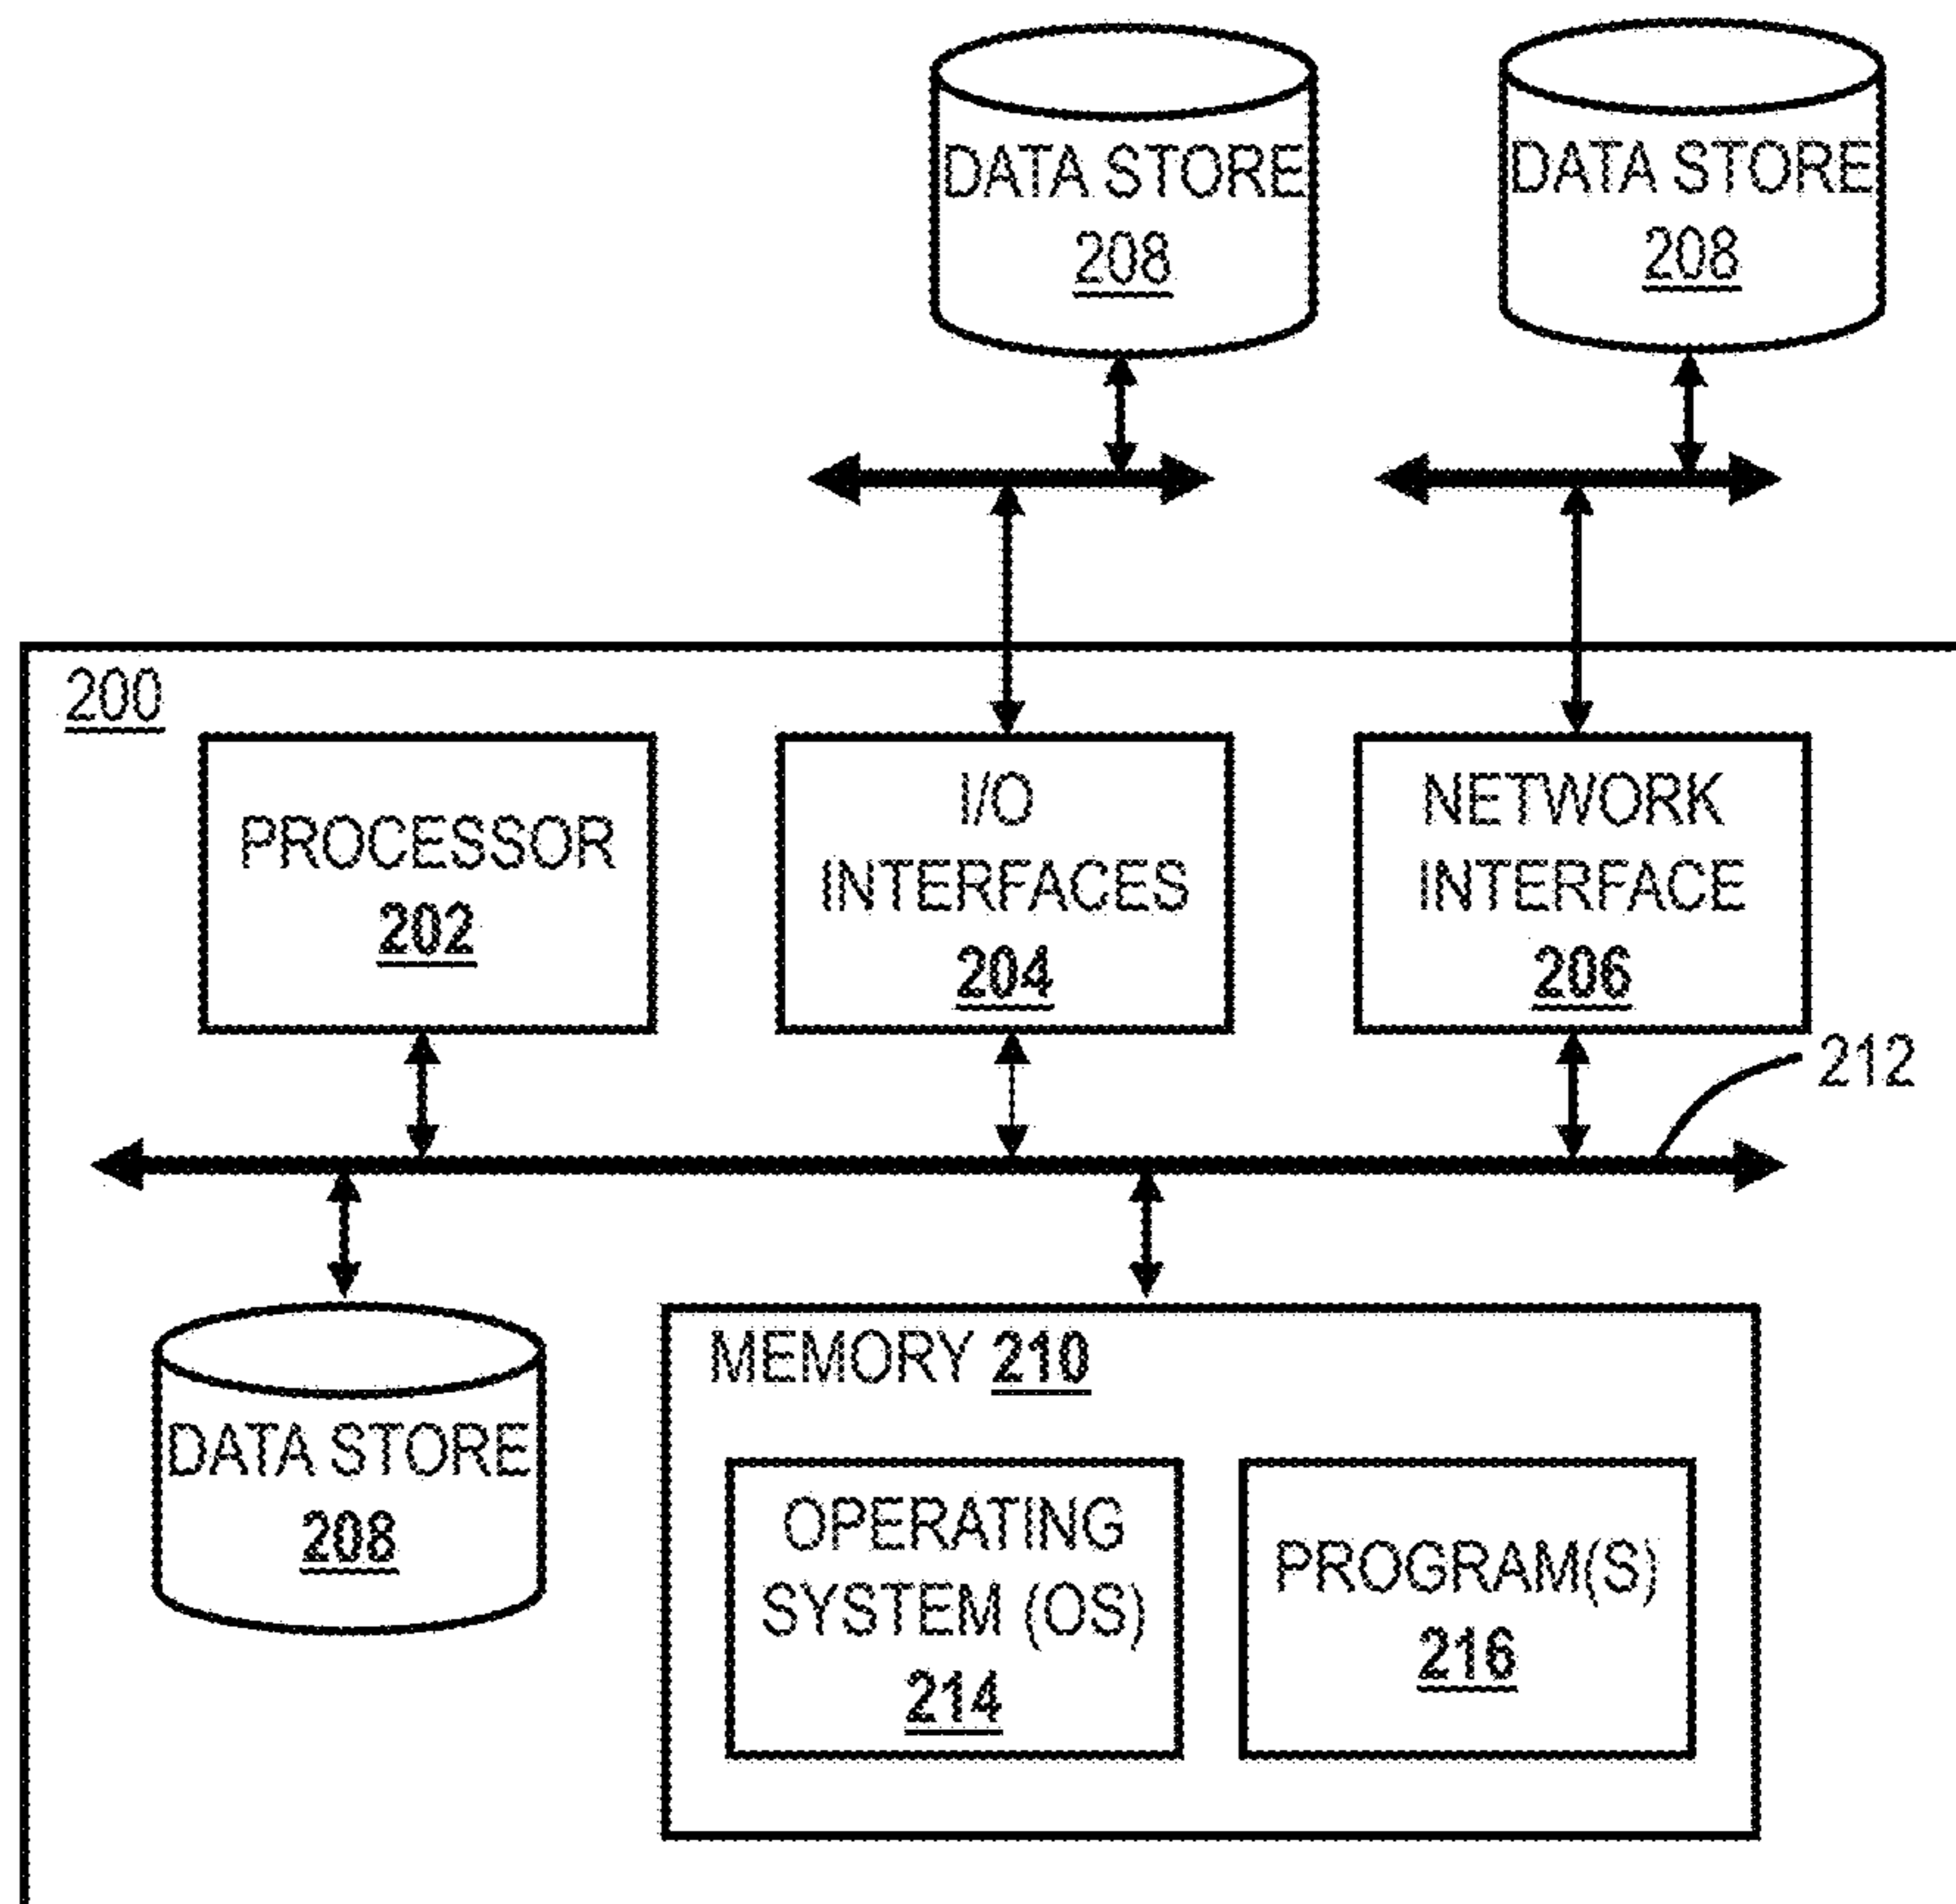 DATA STORE
208
DATA STORE
208
200
PROCESSOR
202
I/O
INTERFACES
204
NETWORK
INTERFACE
206
212
DATA STORE
208
MEMORY 210
OPERATING
SYSTEM (OS)
214
PROGRAM(S)
216